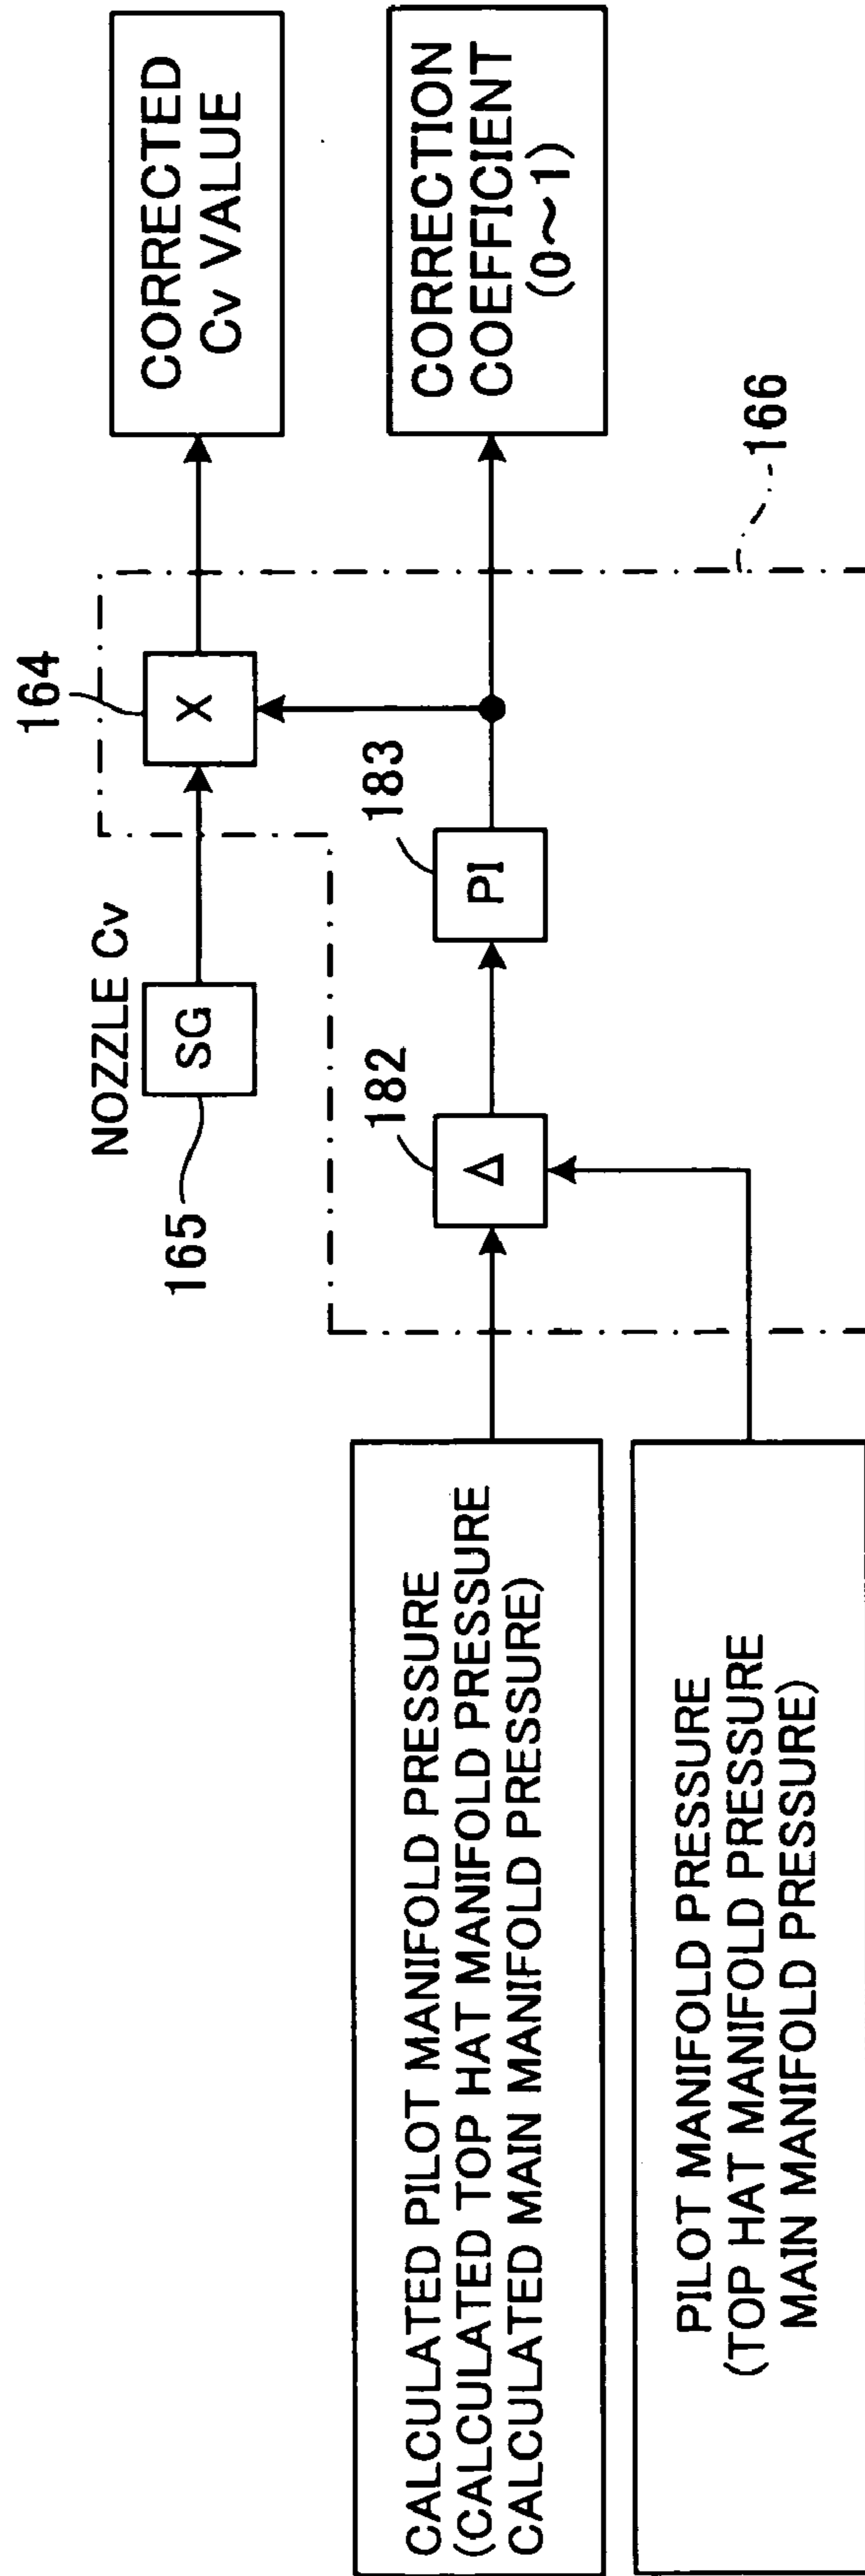 164
CORRECTED
Cv VALUE
X
NOZZLE Cv
SG
165
183
PI
182
Δ
CORRECTION
COEFFICIENT
(0~1)
166
CALCULATED PILOT MANIFOLD PRESSURE
(CALCULATED TOP HAT MANIFOLD PRESSURE
CALCULATED MAIN MANIFOLD PRESSURE)
PILOT MANIFOLD PRESSURE
(TOP HAT MANIFOLD PRESSURE
MAIN MANIFOLD PRESSURE)